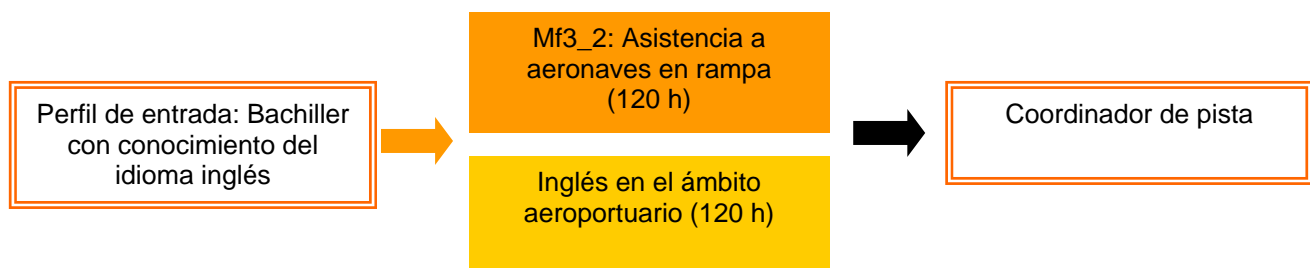 Perfil de entrada: Bachiller
con conocimiento del
idioma inglés
Mf3_2: Asistencia a
aeronaves en rampa
(120 h)
Inglés en el ámbito
aeroportuario (120 h)
Coordinador de pista